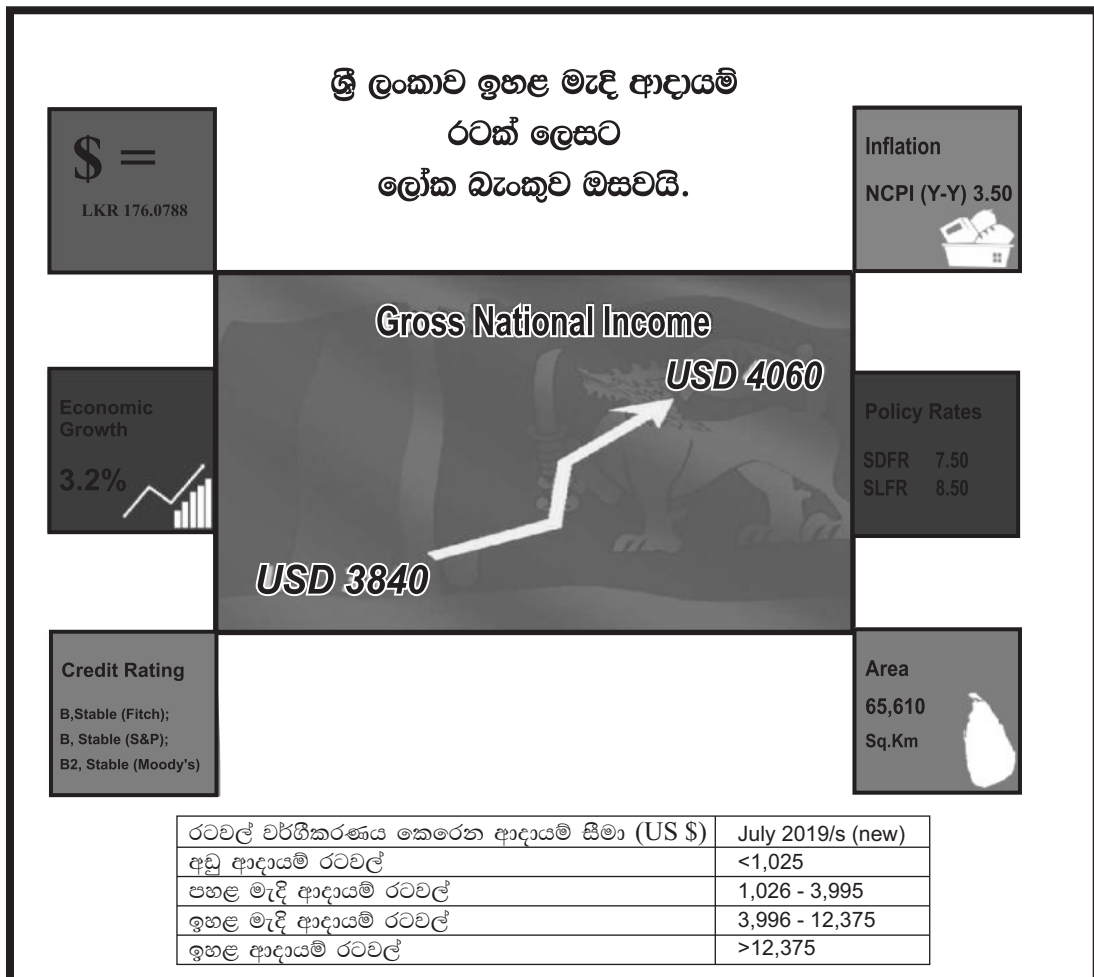 ශ්‍රී ලංකාව ඉහළ මැදි ආදායම්
රටක් ලෙසට
ලෝක බැංකුව ඔසවයි.
$ =
LKR 176.0788
Inflation
NCPI (Y-Y) 3.50
Gross National Income
USD 4060
USD 3840
Economic
Growth
3.2%
Policy Rates
SDFR 7.50
SLFR 8.50
Credit Rating
B,Stable (Fitch);
B, Stable (S&P);
B2, Stable (Moody's)
Area
65,610
Sq.Km
රටවල් වර්ගීකරණය කෙරෙන ආදායම් සීමා (US $) July 2019/s (new)
අඩු ආදායම් රටවල් <1,025
පහළ මැදි ආදායම් රටවල් 1,026 - 3,995
ඉහළ මැදි ආදායම් රටවල් 3,996 - 12,375
ඉහළ ආදායම් රටවල් >12,375